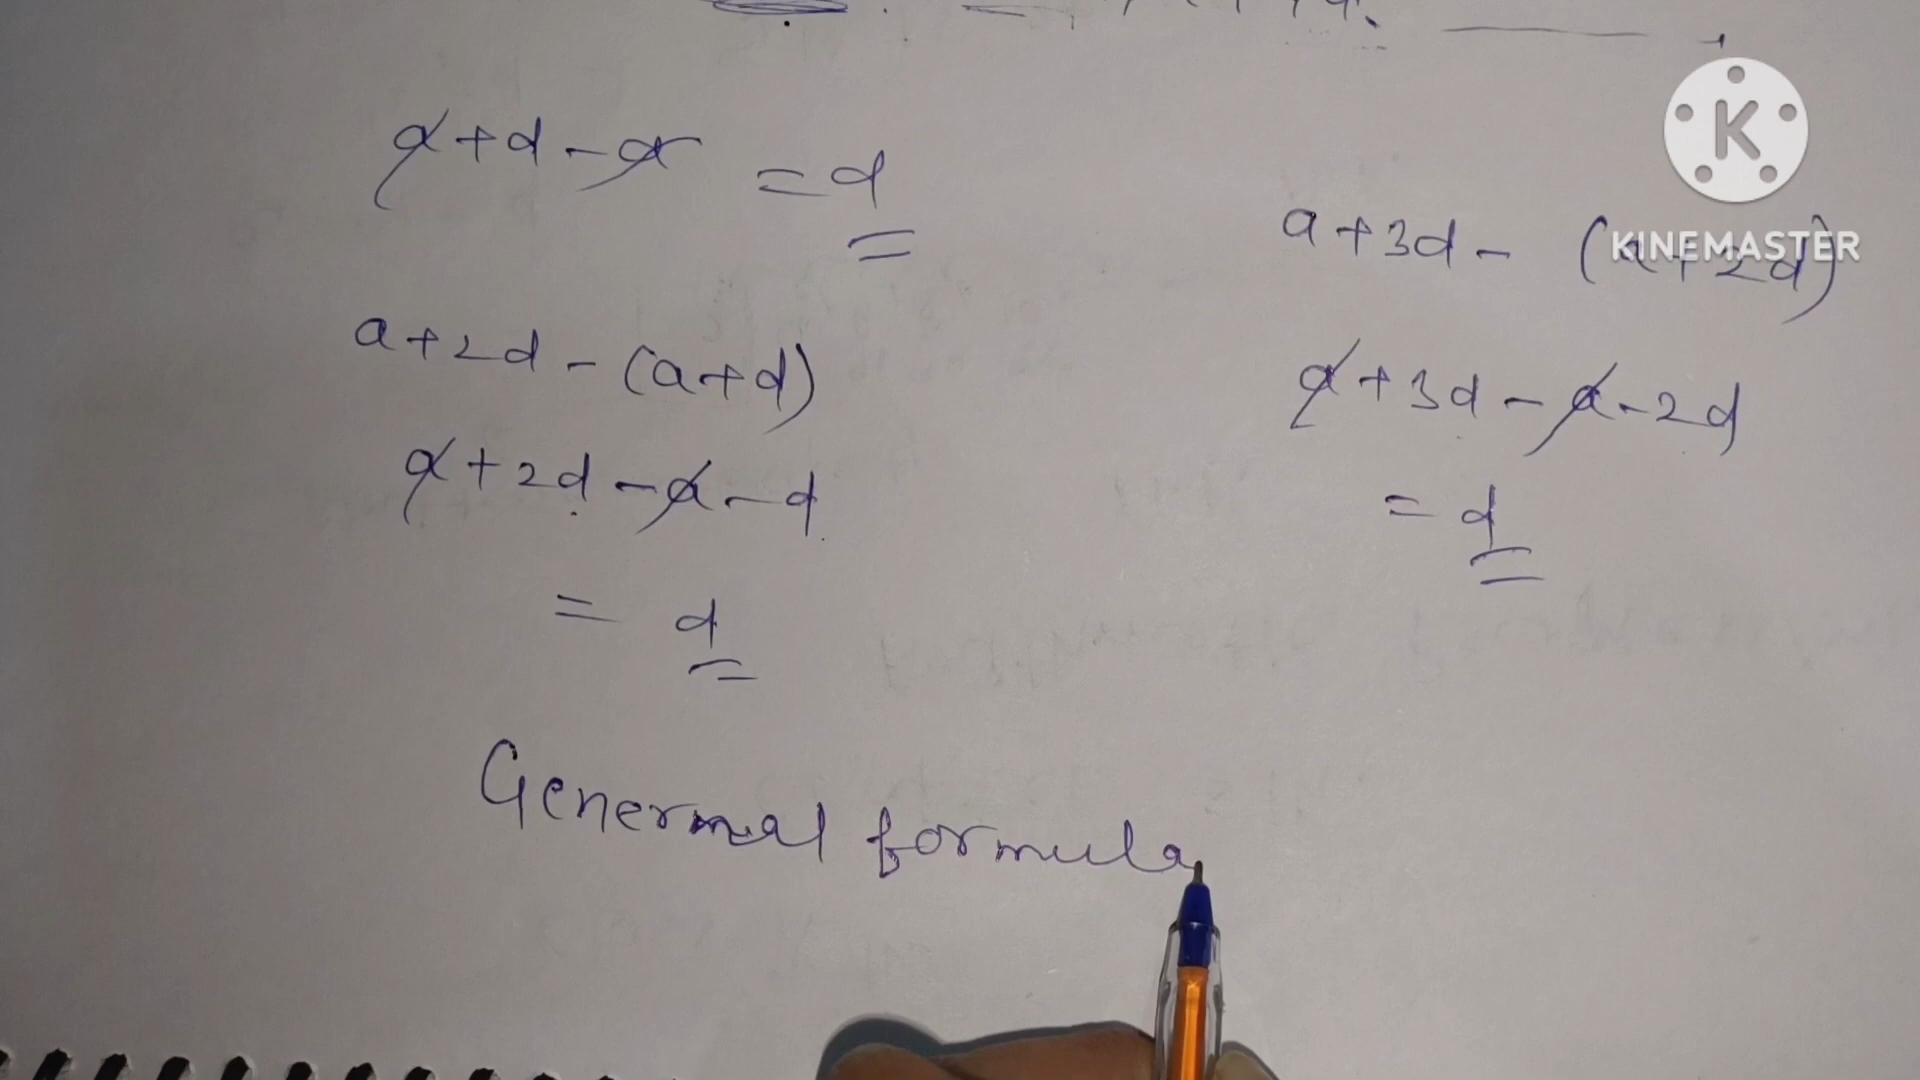 a+d-a = d
a+2d-(a+d)
a+2d-a-d
= d
a+3d-(a+2d)
a+3d-a-2d
= d
Genermal formula
K
KINEMASTER